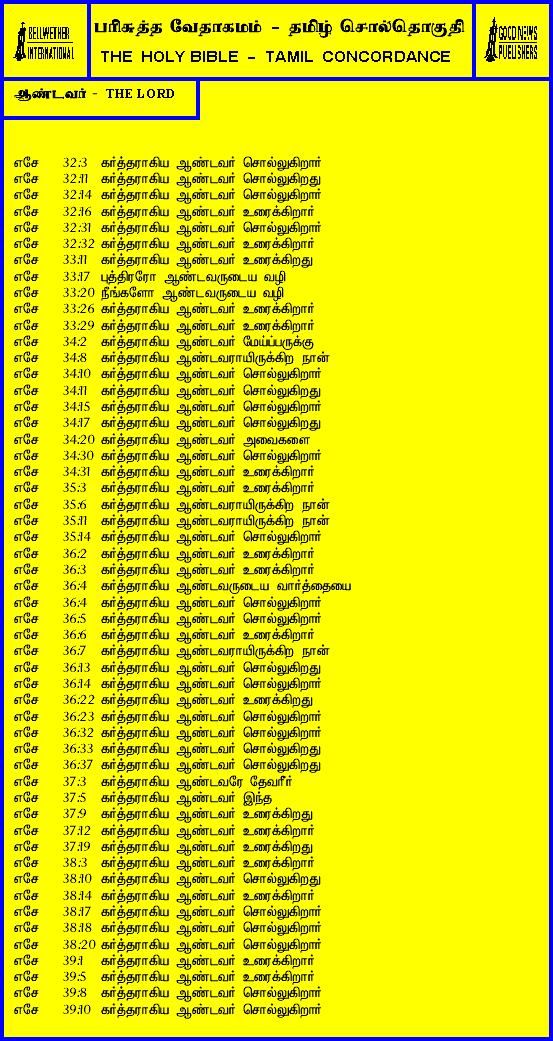 BELLWETHER
INTERNATIONAL
பரிசுத்த வேதாகமம் - தமிழ் சொல்தொகுதி
THE HOLY BIBLE - TAMIL CONCORDANCE
GOOD NEWS
PUBLISHERS
ஆண்டவர் - THE LORD
எசே 32:3 கர்த்தராகிய ஆண்டவர் சொல்லுகிறார்
எசே 32:11 கர்த்தராகிய ஆண்டவர் சொல்லுகிறது
எசே 32:14 கர்த்தராகிய ஆண்டவர் சொல்லுகிறார்
எசே 32:16 கர்த்தராகிய ஆண்டவர் உரைக்கிறார்
எசே 32:31 கர்த்தராகிய ஆண்டவர் சொல்லுகிறார்
எசே 32:32 கர்த்தராகிய ஆண்டவர் உரைக்கிறார்
எசே 33:11 கர்த்தராகிய ஆண்டவர் உரைக்கிறது
எசே 33:17 புத்திரரோ ஆண்டவருடைய வழி
எசே 33:20 நீங்களோ ஆண்டவருடைய வழி
எசே 33:26 கர்த்தராகிய ஆண்டவர் உரைக்கிறார்
எசே 33:29 கர்த்தராகிய ஆண்டவர் உரைக்கிறார்
எசே 34:2 கர்த்தராகிய ஆண்டவர் மேய்ப்பருக்கு
எசே 34:8 கர்த்தராகிய ஆண்டவராயிருக்கிற நான்
எசே 34:10 கர்த்தராகிய ஆண்டவர் சொல்லுகிறார்
எசே 34:11 கர்த்தராகிய ஆண்டவர் சொல்லுகிறது
எசே 34:15 கர்த்தராகிய ஆண்டவர் சொல்லுகிறார்
எசே 34:17 கர்த்தராகிய ஆண்டவர் சொல்லுகிறது
எசே 34:20 கர்த்தராகிய ஆண்டவர் அவைகளை
எசே 34:30 கர்த்தராகிய ஆண்டவர் சொல்லுகிறார்
எசே 34:31 கர்த்தராகிய ஆண்டவர் உரைக்கிறார்
எசே 35:3 கர்த்தராகிய ஆண்டவர் உரைக்கிறார்
எசே 35:6 கர்த்தராகிய ஆண்டவராயிருக்கிற நான்
எசே 35:11 கர்த்தராகிய ஆண்டவராயிருக்கிற நான்
எசே 35:14 கர்த்தராகிய ஆண்டவர் சொல்லுகிறார்
எசே 36:2 கர்த்தராகிய ஆண்டவர் உரைக்கிறார்
எசே 36:3 கர்த்தராகிய ஆண்டவர் உரைக்கிறார்
எசே 36:4 கர்த்தராகிய ஆண்டவருடைய வார்த்தையை
எசே 36:4 கர்த்தராகிய ஆண்டவர் சொல்லுகிறார்
எசே 36:5 கர்த்தராகிய ஆண்டவர் சொல்லுகிறார்
எசே 36:6 கர்த்தராகிய ஆண்டவர் உரைக்கிறார்
எசே 36:7 கர்த்தராகிய ஆண்டவராயிருக்கிற நான்
எசே 36:13 கர்த்தராகிய ஆண்டவர் சொல்லுகிறது
எசே 36:14 கர்த்தராகிய ஆண்டவர் சொல்லுகிறார்
எசே 36:22 கர்த்தராகிய ஆண்டவர் உரைக்கிறது
எசே 36:23 கர்த்தராகிய ஆண்டவர் சொல்லுகிறார்
எசே 36:32 கர்த்தராகிய ஆண்டவர் சொல்லுகிறார்
எசே 36:33 கர்த்தராகிய ஆண்டவர் சொல்லுகிறது
எசே 36:37 கர்த்தராகிய ஆண்டவர் சொல்லுகிறது
எசே 37:3 கர்த்தராகிய ஆண்டவரே தேவரீர்
எசே 37:5 கர்த்தராகிய ஆண்டவர் இந்த
எசே 37:9 கர்த்தராகிய ஆண்டவர் உரைக்கிறது
எசே 37:12 கர்த்தராகிய ஆண்டவர் உரைக்கிறார்
எசே 37:19 கர்த்தராகிய ஆண்டவர் உரைக்கிறது
எசே 38:3 கர்த்தராகிய ஆண்டவர் உரைக்கிறார்
எசே 38:10 கர்த்தராகிய ஆண்டவர் சொல்லுகிறது
எசே 38:14 கர்த்தராகிய ஆண்டவர் உரைக்கிறார்
எசே 38:17 கர்த்தராகிய ஆண்டவர் சொல்லுகிறார்
எசே 38:18 கர்த்தராகிய ஆண்டவர் சொல்லுகிறார்
எசே 38:20 கர்த்தராகிய ஆண்டவர் சொல்லுகிறார்
எசே 39:1 கர்த்தராகிய ஆண்டவர் உரைக்கிறார்
எசே 39:5 கர்த்தராகிய ஆண்டவர் உரைக்கிறார்
எசே 39:8 கர்த்தராகிய ஆண்டவர் சொல்லுகிறார்
எசே 39:10 கர்த்தராகிய ஆண்டவர் சொல்லுகிறார்